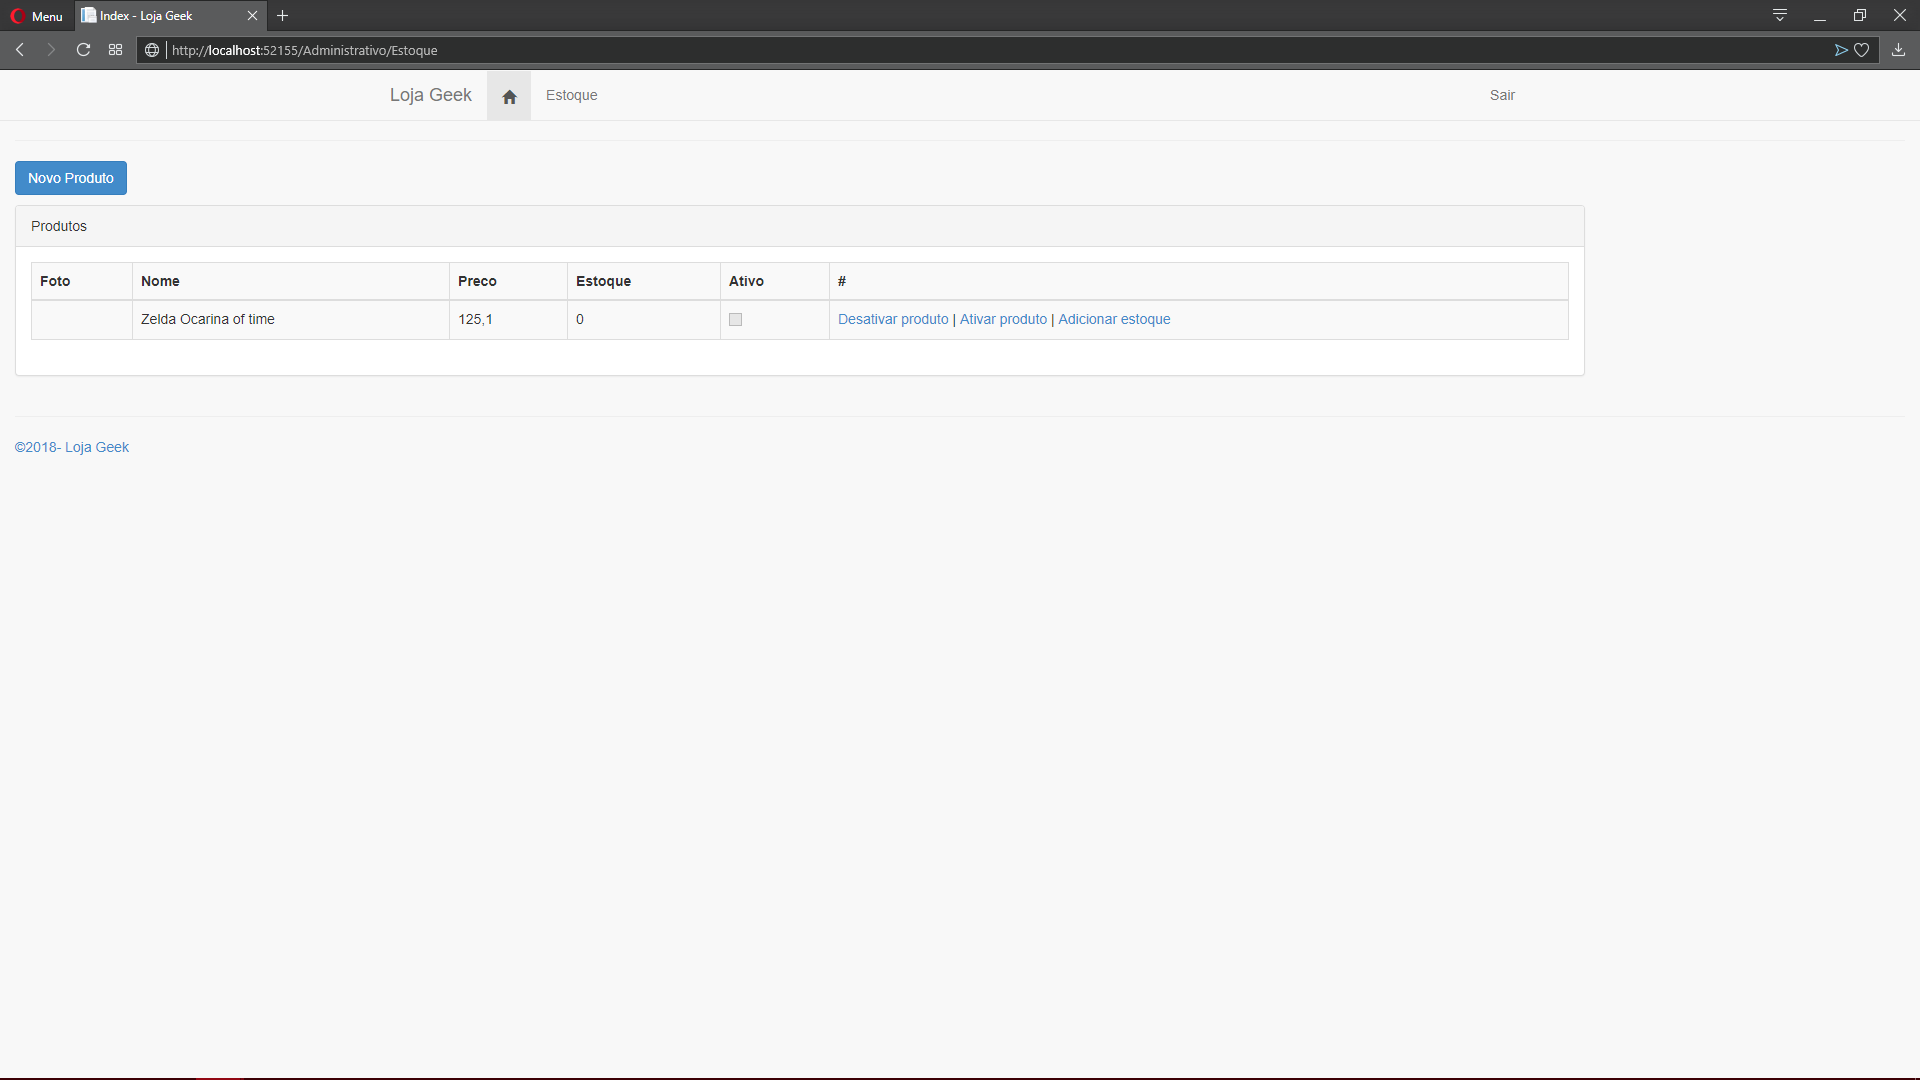 Menu
Index - Loja Geek
http://localhost:52155/Administrativo/Estoque
Loja Geek Estoque Sair
Novo Produto
Produtos
Foto Nome Preco Estoque Ativo #
Zelda Ocarina of time 125,1 0 Desativar produto | Ativar produto | Adicionar estoque
©2018- Loja Geek